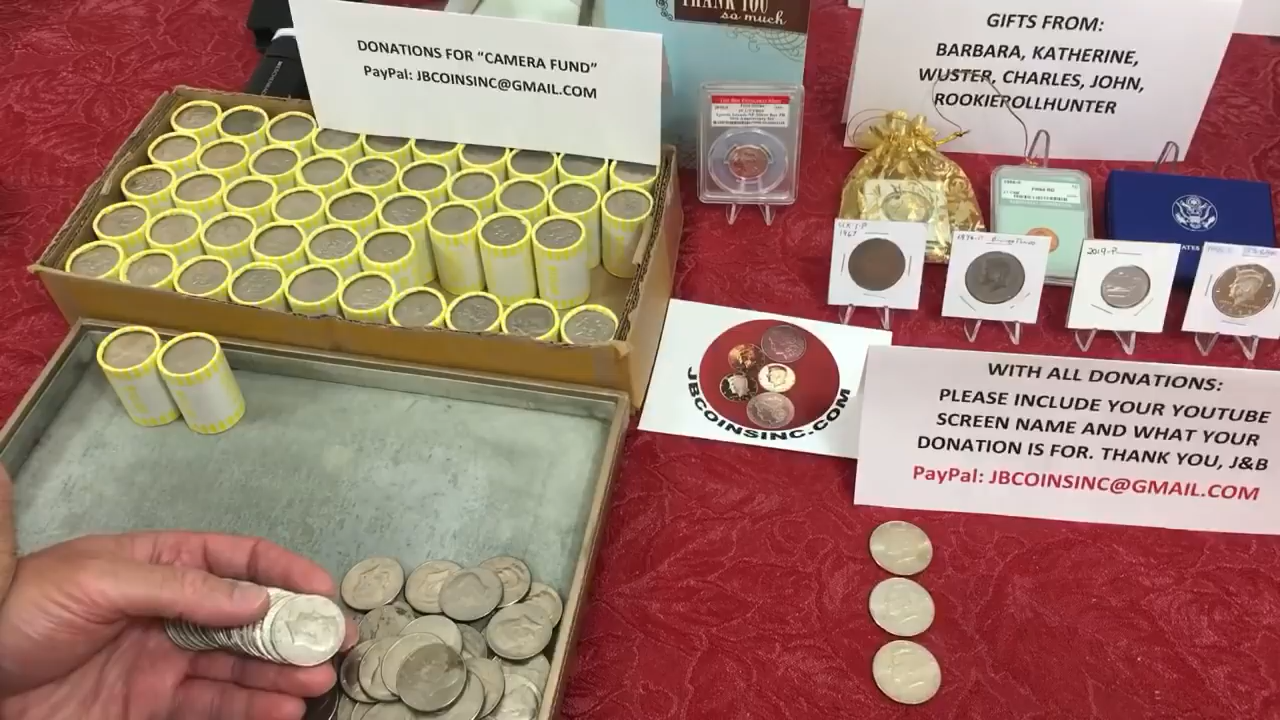 THANK YOU
so much
DONATIONS FOR "CAMERA FUND"
PayPal: JBCOINSINC@GMAIL.COM
GIFTS FROM:
BARBARA, KATHERINE,
WUSTER, CHARLES, JOHN,
ROOKIEROLLHUNTER
1967
1976-P
2019-P
JBCOINSINC.COM
WITH ALL DONATIONS:
PLEASE INCLUDE YOUR YOUTUBE
SCREEN NAME AND WHAT YOUR
DONATION IS FOR. THANK YOU, J&B
PayPal: JBCOINSINC@GMAIL.COM